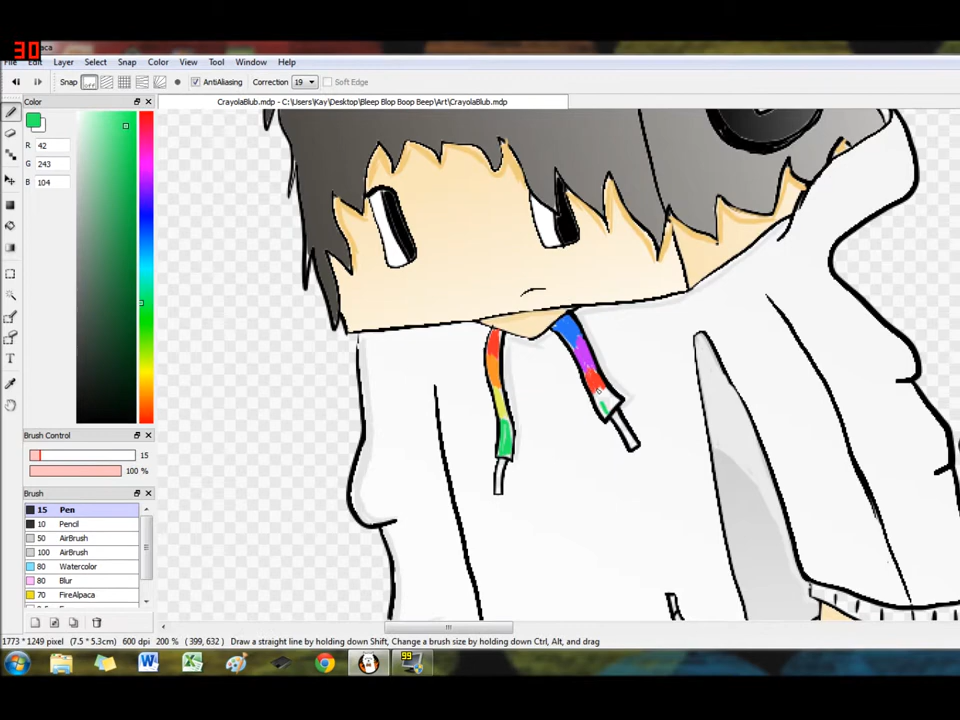 30
aca
File Edit Layer Select Snap Color View Tool Window Help
Snap off AntiAliasing Correction 19 Soft Edge
Color
CrayolaBlub.mdp - C:\Users\Kay\Desktop\Bleep Blop Boop Beep\Art\CrayolaBlub.mdp
R 42
G 243
B 104
Brush Control
15
100 %
Brush
15 Pen
10 Pencil
50 AirBrush
100 AirBrush
80 Watercolor
80 Blur
70 FireAlpaca
1773 * 1249 pixel (7.5 * 5.3cm) 600 dpi 200 % (399, 632) Draw a straight line by holding down Shift, Change a brush size by holding down Ctrl, Alt, and drag
99